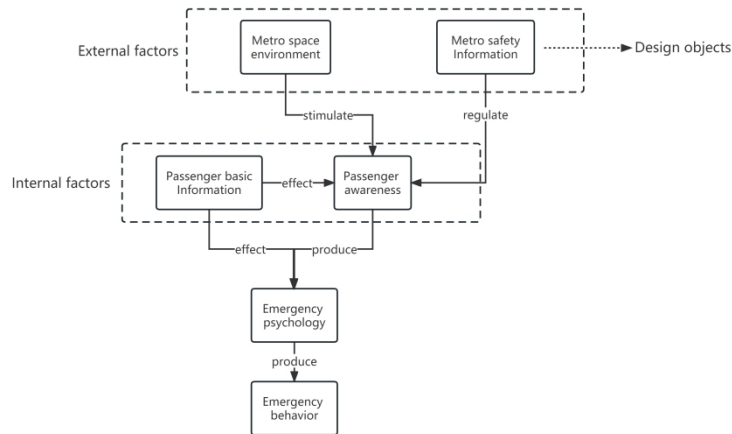 External factors
Metro space
environment
Metro safety
Information
Design objects
stimulate
regulate
Internal factors
Passenger basic
Information
effect
Passenger
awareness
effect
produce
Emergency
psychology
produce
Emergency
behavior